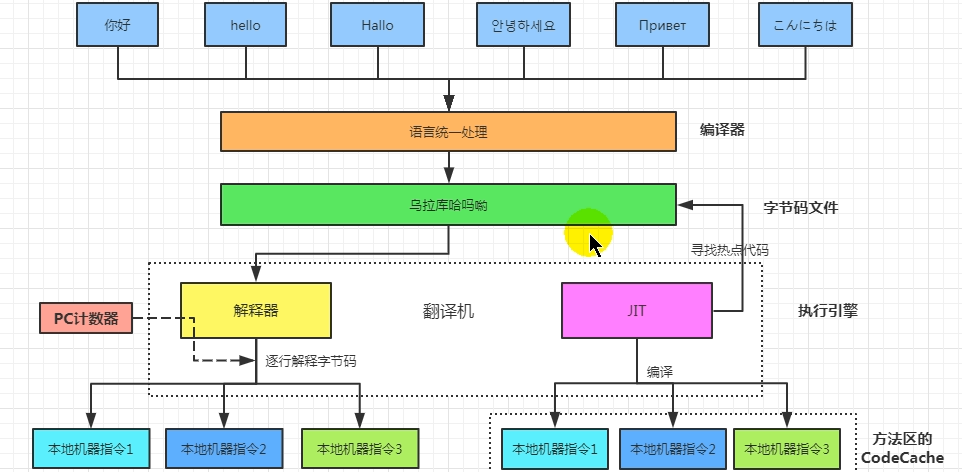 你好
hello
Hallo
안녕하세요
Привет
こんにちは
语言统一处理
编译器
乌拉库哈吗哟
字节码文件
寻找热点代码
PC计数器
解释器
翻译机
JIT
执行引擎
逐行解释字节码
编译
本地机器指令1
本地机器指令2
本地机器指令3
本地机器指令1
本地机器指令2
本地机器指令3
方法区的
CodeCache